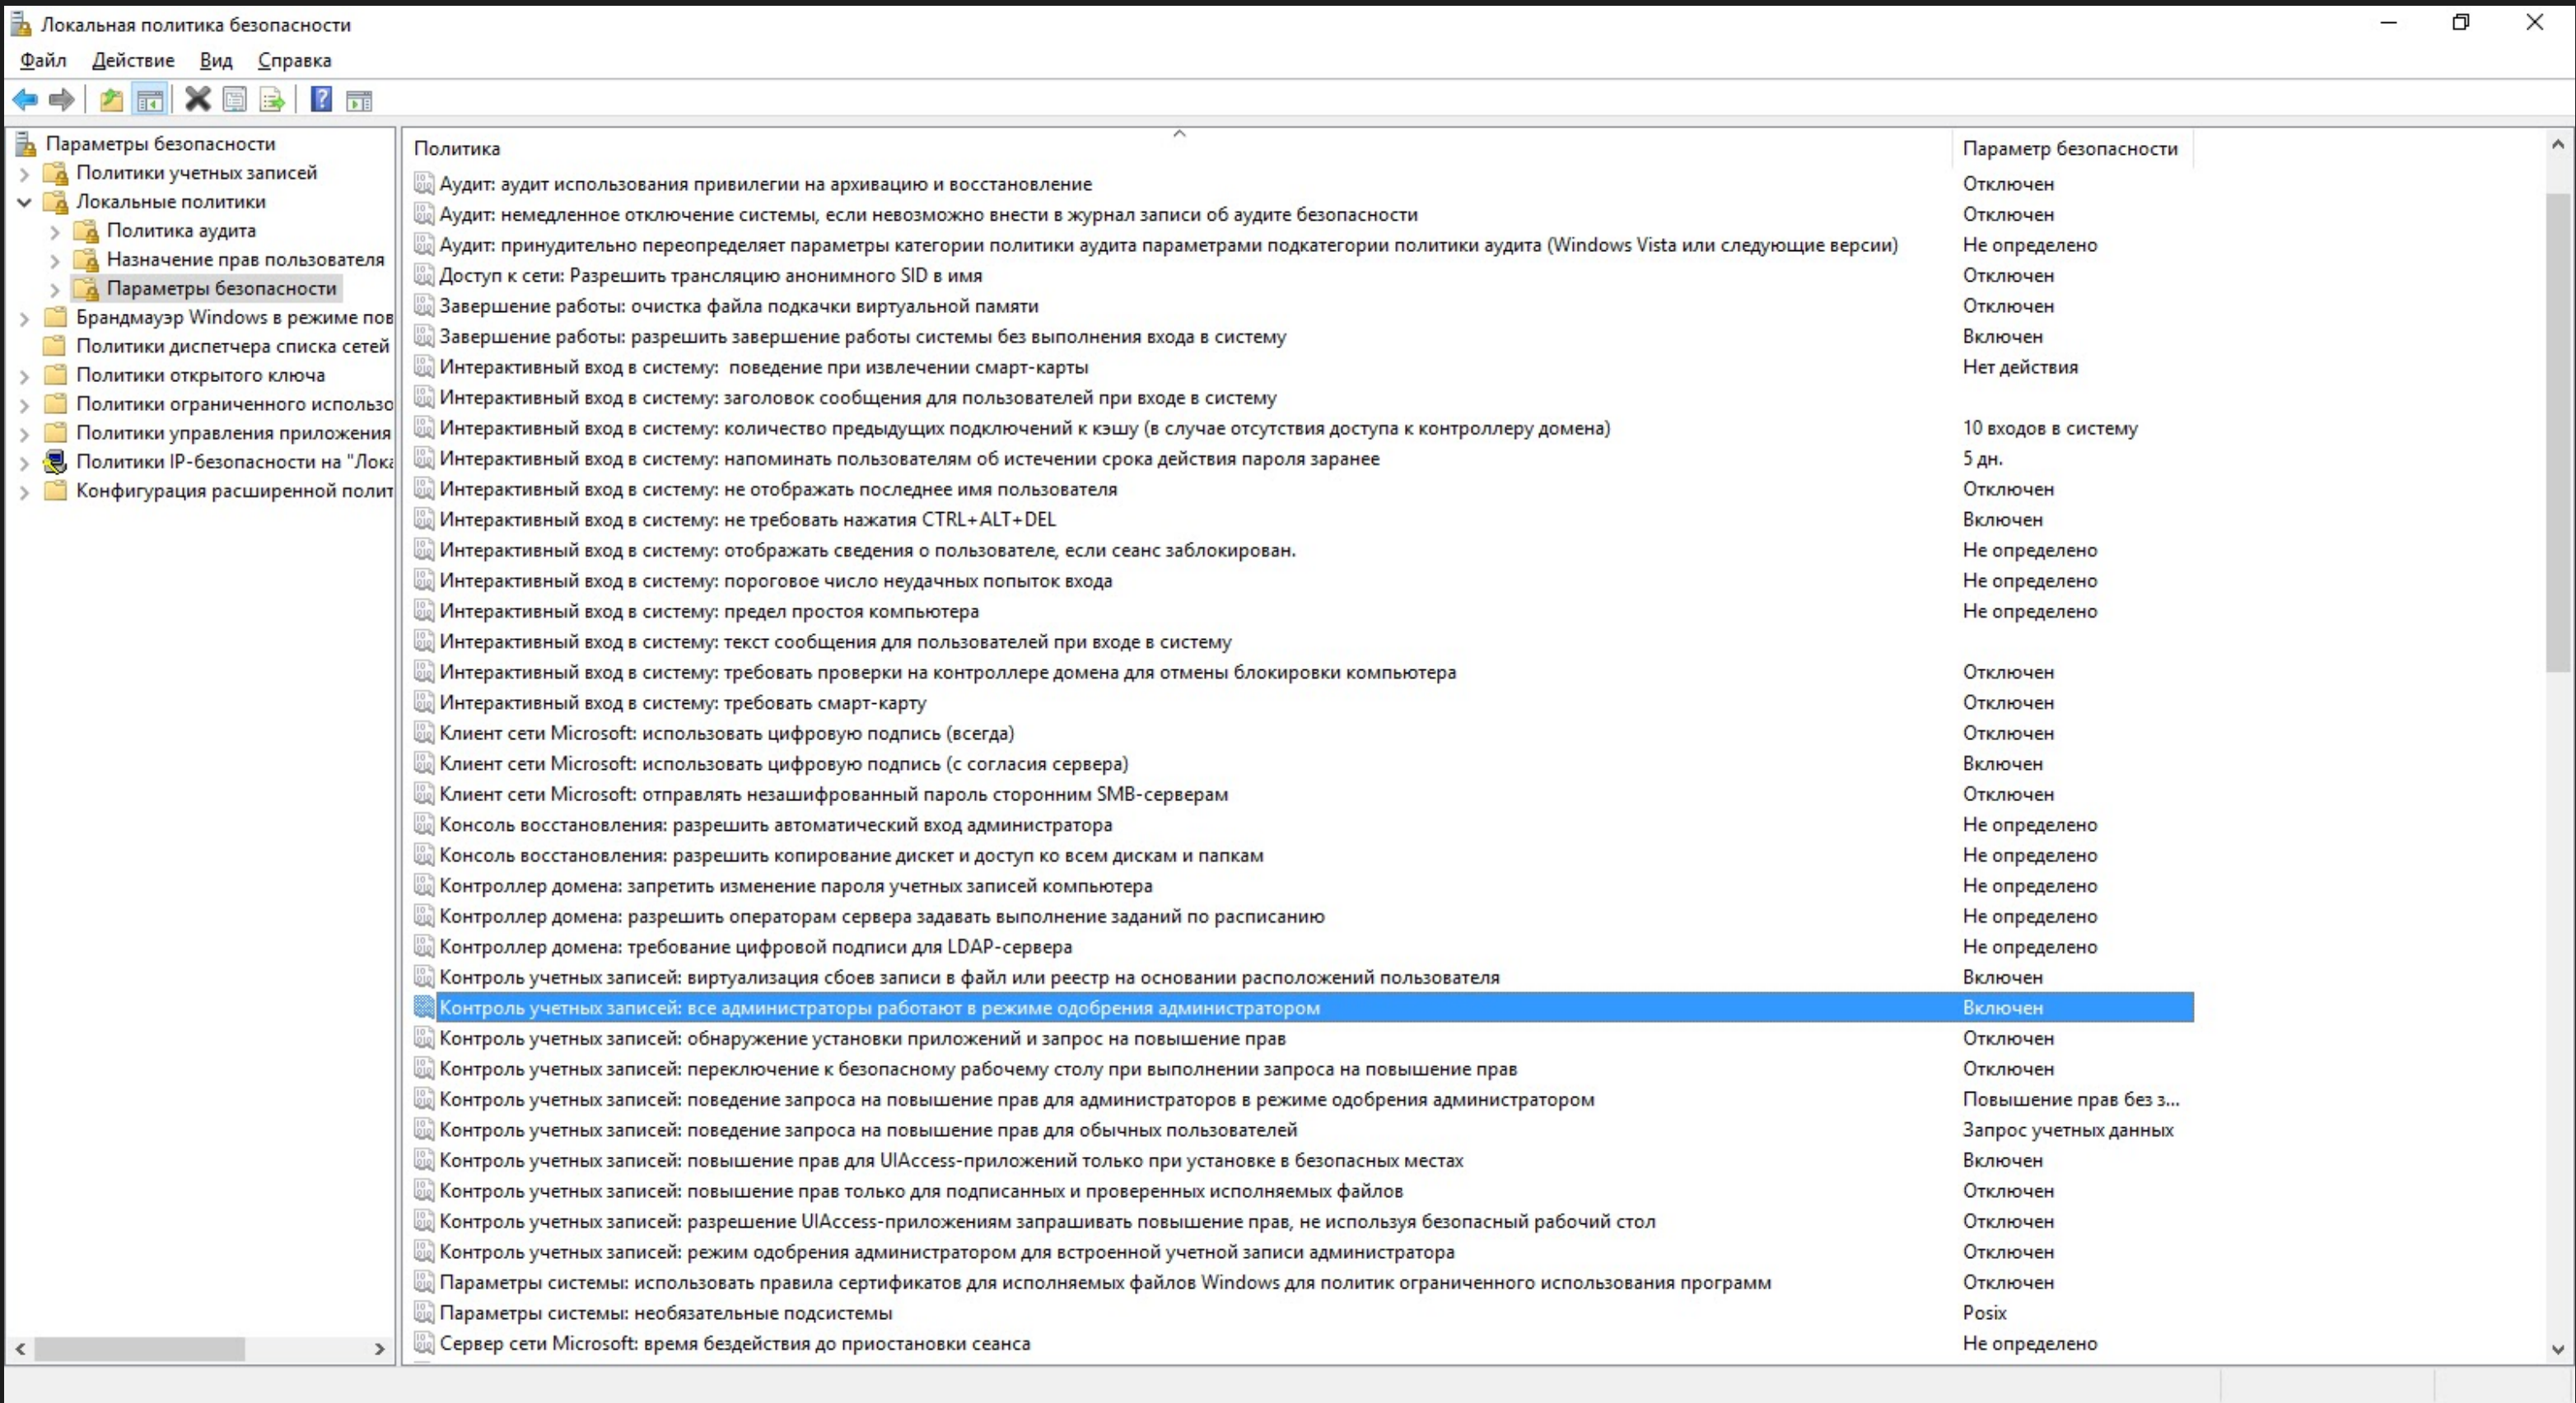 Локальная политика безопасности
Файл Действие Вид Справка
Параметры безопасности
Политики учетных записей
Локальные политики
Политика аудита
Назначение прав пользователя
Параметры безопасности
Брандмауэр Windows в режиме пов
Политики диспетчера списка сетей
Политики открытого ключа
Политики ограниченного использо
Политики управления приложения
Политики IP-безопасности на "Лока
Конфигурация расширенной полит
Политика Параметр безопасности
Аудит: аудит использования привилегии на архивацию и восстановление Отключен
Аудит: немедленное отключение системы, если невозможно внести в журнал записи об аудите безопасности Отключен
Аудит: принудительно переопределяет параметры категории политики аудита параметрами подкатегории политики аудита (Windows Vista или следующие версии) Не определено
Доступ к сети: Разрешить трансляцию анонимного SID в имя Отключен
Завершение работы: очистка файла подкачки виртуальной памяти Отключен
Завершение работы: разрешить завершение работы системы без выполнения входа в систему Включен
Интерактивный вход в систему: поведение при извлечении смарт-карты Нет действия
Интерактивный вход в систему: заголовок сообщения для пользователей при входе в систему
Интерактивный вход в систему: количество предыдущих подключений к кэшу (в случае отсутствия доступа к контроллеру домена) 10 входов в систему
Интерактивный вход в систему: напоминать пользователям об истечении срока действия пароля заранее 5 дн.
Интерактивный вход в систему: не отображать последнее имя пользователя Отключен
Интерактивный вход в систему: не требовать нажатия CTRL+ALT+DEL Включен
Интерактивный вход в систему: отображать сведения о пользователе, если сеанс заблокирован. Не определено
Интерактивный вход в систему: пороговое число неудачных попыток входа Не определено
Интерактивный вход в систему: предел простоя компьютера Не определено
Интерактивный вход в систему: текст сообщения для пользователей при входе в систему
Интерактивный вход в систему: требовать проверки на контроллере домена для отмены блокировки компьютера Отключен
Интерактивный вход в систему: требовать смарт-карту Отключен
Клиент сети Microsoft: использовать цифровую подпись (всегда) Отключен
Клиент сети Microsoft: использовать цифровую подпись (с согласия сервера) Включен
Клиент сети Microsoft: отправлять незашифрованный пароль сторонним SMB-серверам Отключен
Консоль восстановления: разрешить автоматический вход администратора Не определено
Консоль восстановления: разрешить копирование дискет и доступ ко всем дискам и папкам Не определено
Контроллер домена: запретить изменение пароля учетных записей компьютера Не определено
Контроллер домена: разрешить операторам сервера задавать выполнение заданий по расписанию Не определено
Контроллер домена: требование цифровой подписи для LDAP-сервера Не определено
Контроль учетных записей: виртуализация сбоев записи в файл или реестр на основании расположений пользователя Включен
Контроль учетных записей: все администраторы работают в режиме одобрения администратором Включен
Контроль учетных записей: обнаружение установки приложений и запрос на повышение прав Отключен
Контроль учетных записей: переключение к безопасному рабочему столу при выполнении запроса на повышение прав Отключен
Контроль учетных записей: поведение запроса на повышение прав для администраторов в режиме одобрения администратором Повышение прав без з...
Контроль учетных записей: поведение запроса на повышение прав для обычных пользователей Запрос учетных данных
Контроль учетных записей: повышение прав для UIAccess-приложений только при установке в безопасных местах Включен
Контроль учетных записей: повышение прав только для подписанных и проверенных исполняемых файлов Отключен
Контроль учетных записей: разрешение UIAccess-приложениям запрашивать повышение прав, не используя безопасный рабочий стол Отключен
Контроль учетных записей: режим одобрения администратором для встроенной учетной записи администратора Отключен
Параметры системы: использовать правила сертификатов для исполняемых файлов Windows для политик ограниченного использования программ Отключен
Параметры системы: необязательные подсистемы Posix
Сервер сети Microsoft: время бездействия до приостановки сеанса Не определено